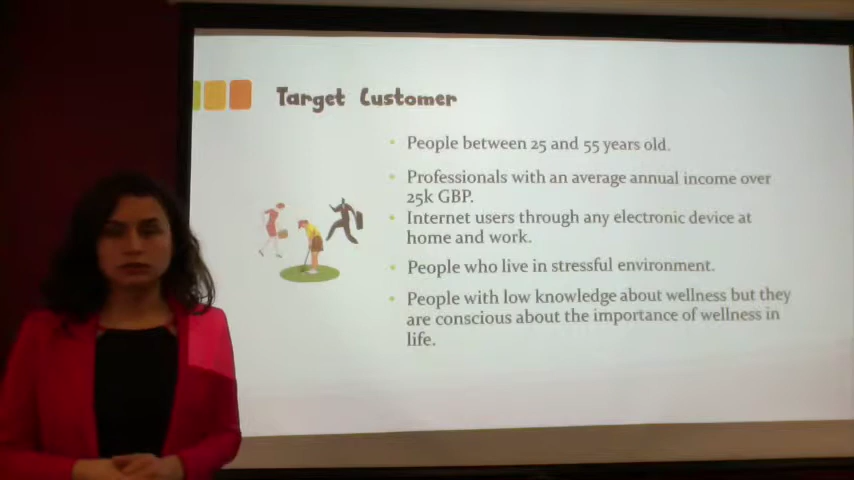 Target Customer
• People between 25 and 55 years old.
• Professionals with an average annual income over
25k GBP.
• Internet users through any electronic device at
home and work.
• People who live in stressful environment.
• People with low knowledge about wellness but they
are conscious about the importance of wellness in
life.